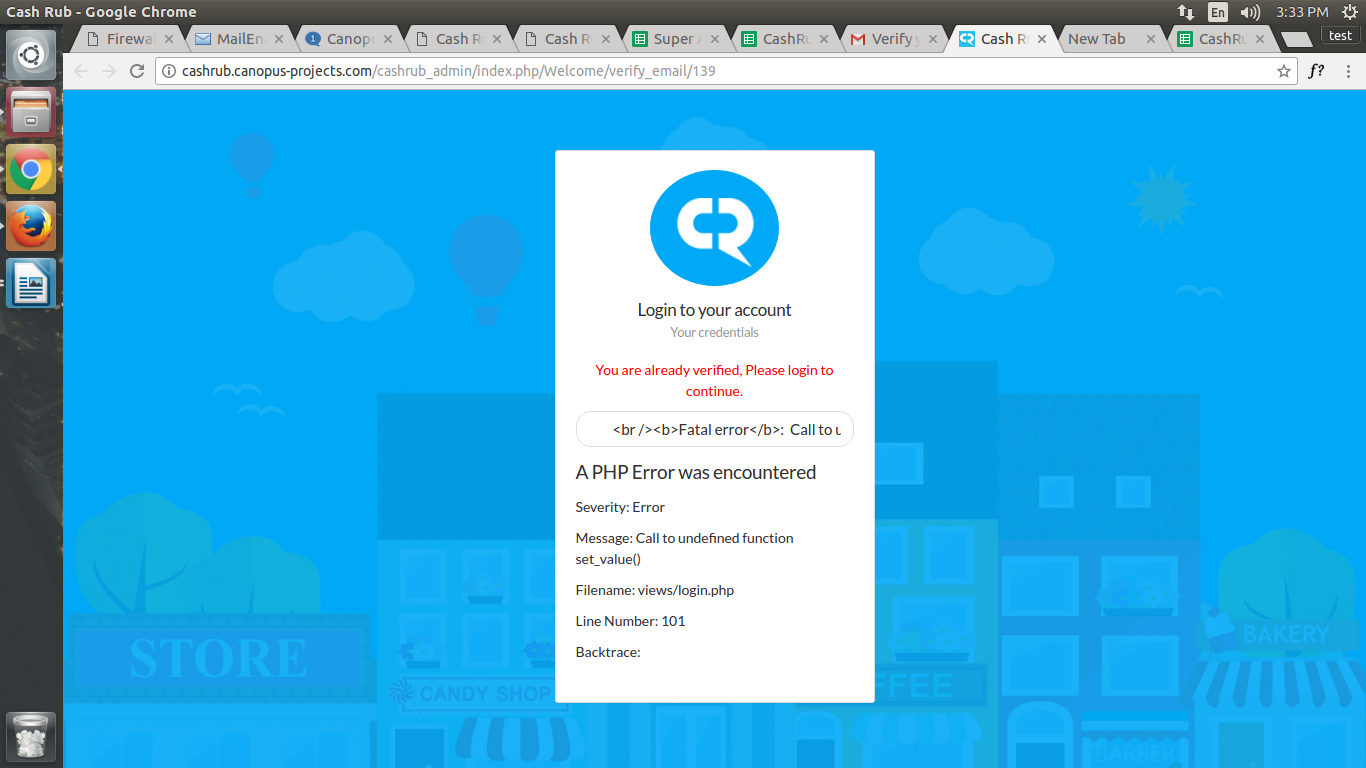 Cash Rub - Google Chrome
En
3:33 PM
test
Firewal
MailEn
Canopu
Cash R
Cash R
Super A
CashRu
Verify y
Cash R
New Tab
CashRu
cashrub.canopus-projects.com/cashrub_admin/index.php/Welcome/verify_email/139
f?
CR
Login to your account
Your credentials
You are already verified, Please login to
continue.
<br /><b>Fatal error</b>: Call to u
A PHP Error was encountered
Severity: Error
Message: Call to undefined function
set_value()
Filename: views/login.php
Line Number: 101
Backtrace:
STORE
CANDY SHOP
FFEE
BAKERY
BARBER